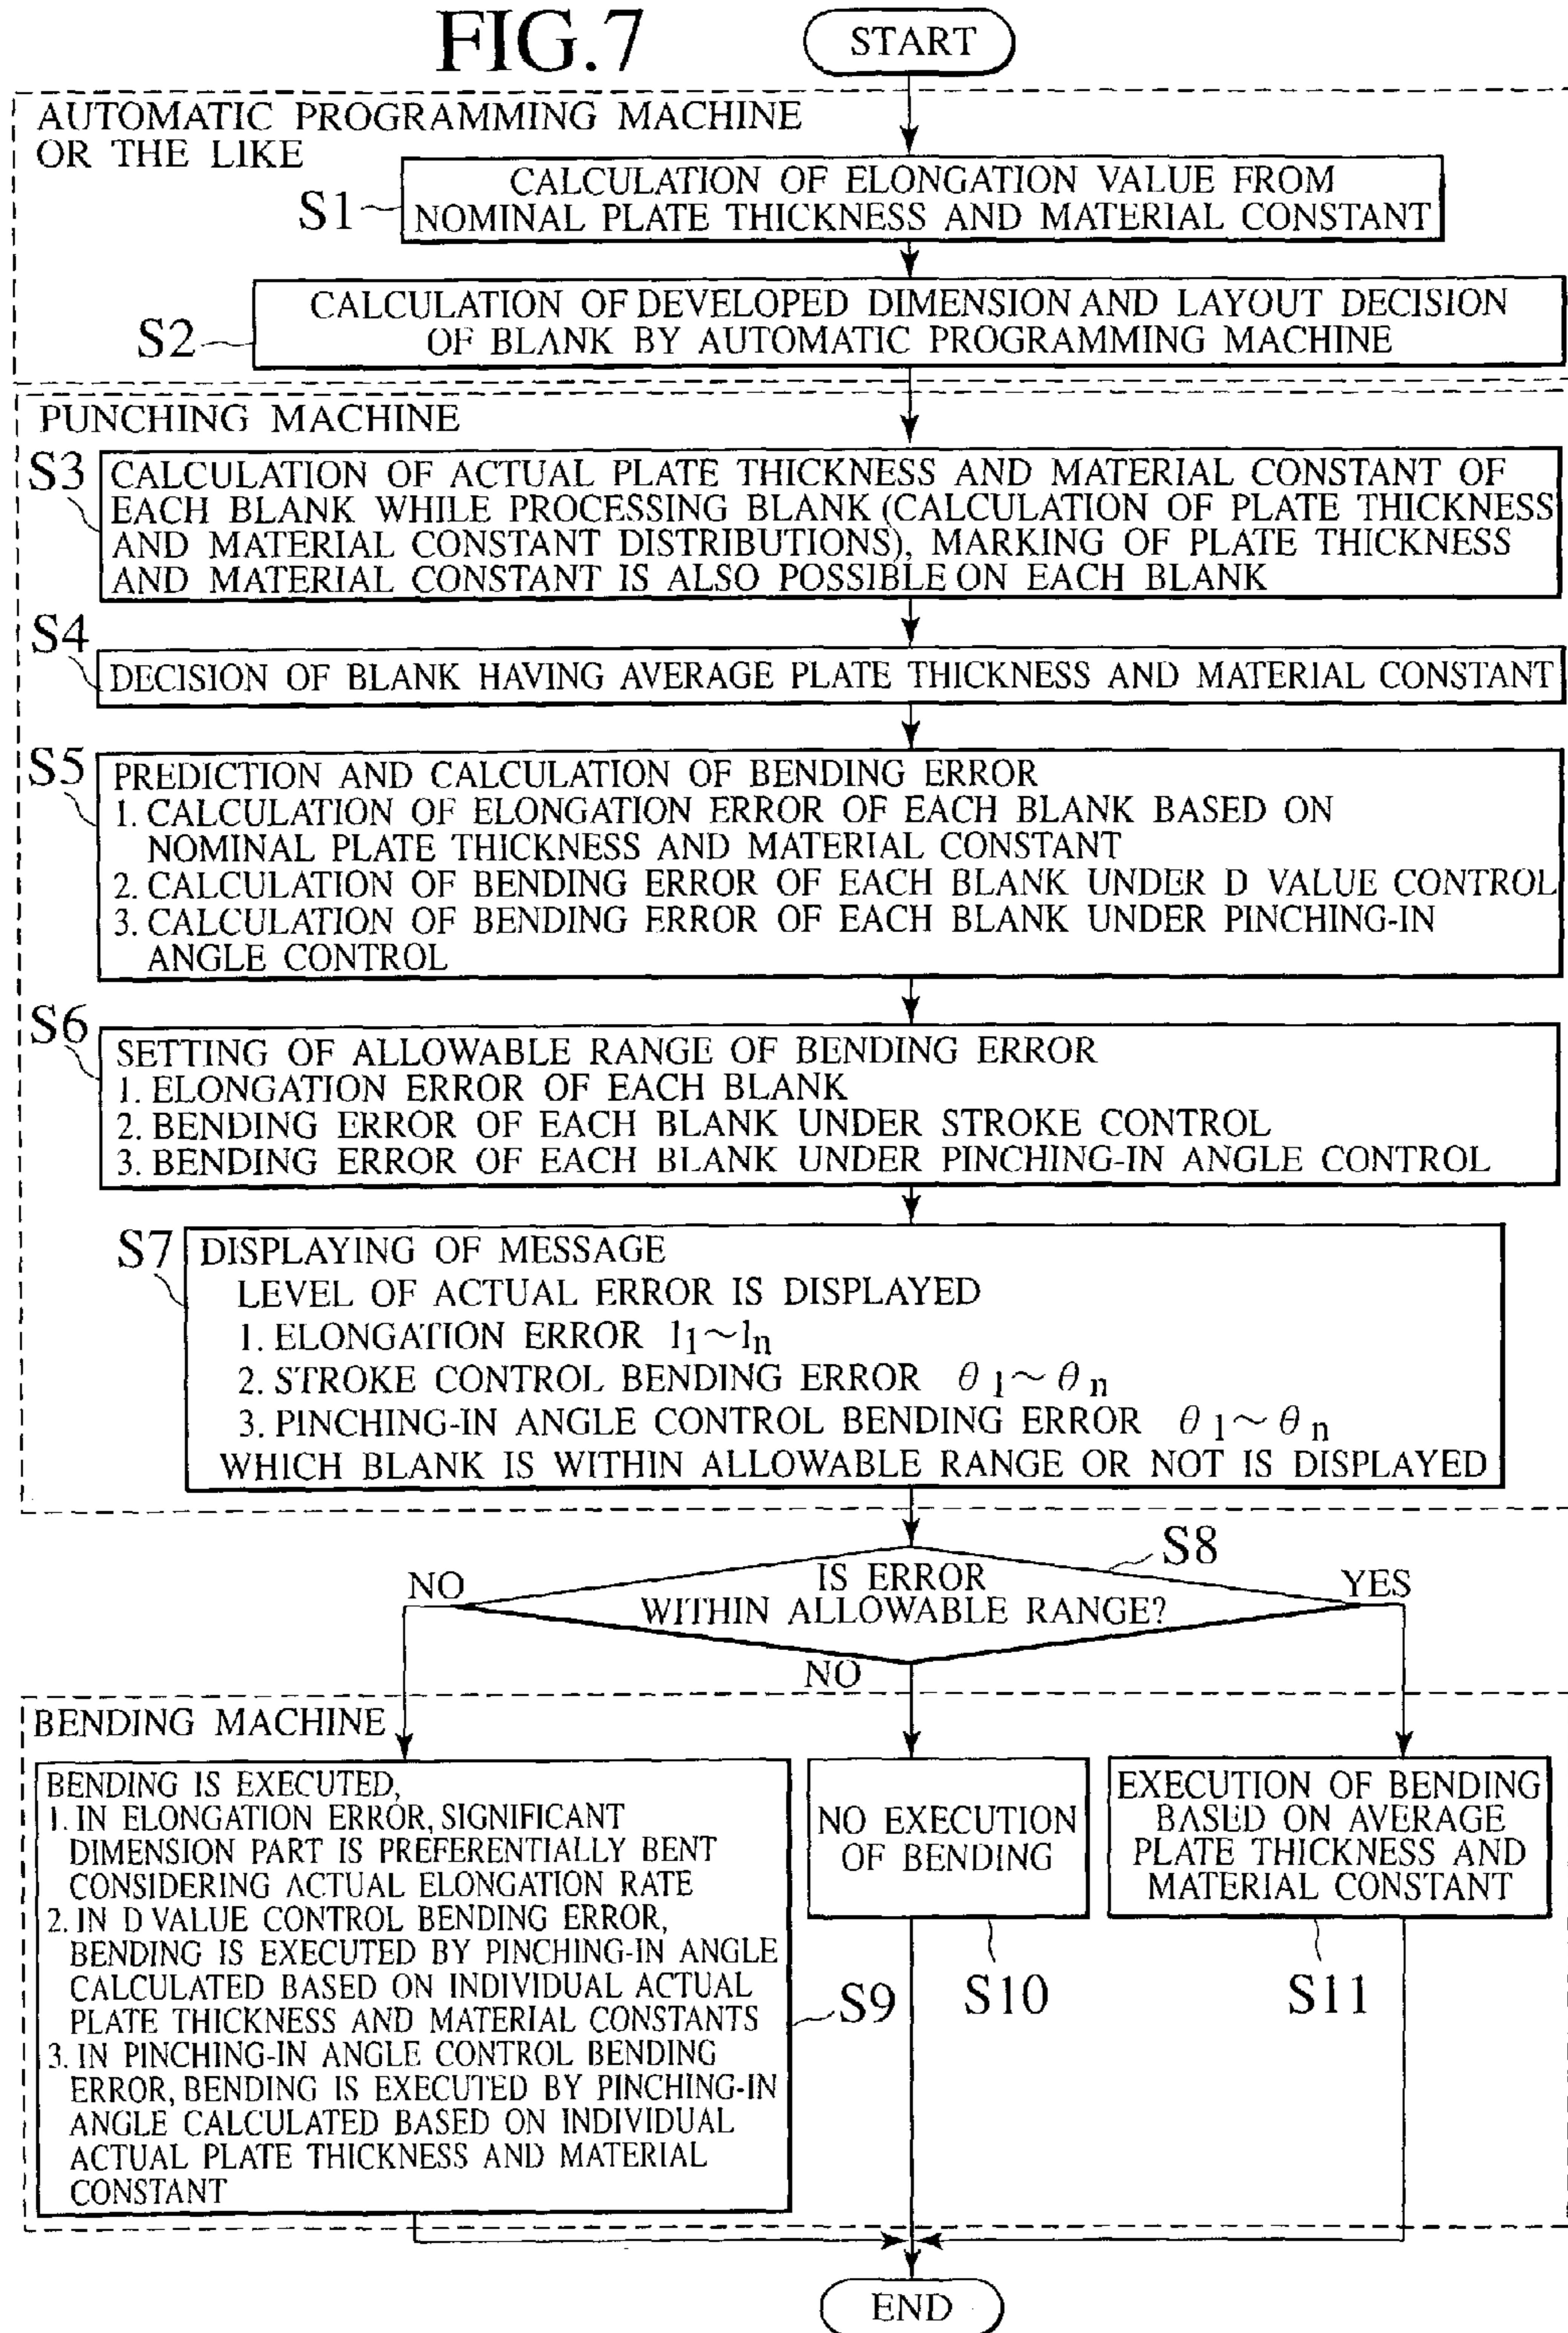 FIG.7
START
AUTOMATIC PROGRAMMING MACHINE
OR THE LIKE
S1
CALCULATION OF ELONGATION VALUE FROM
NOMINAL PLATE THICKNESS AND MATERIAL CONSTANT
S2
CALCULATION OF DEVELOPED DIMENSION AND LAYOUT DECISION
OF BLANK BY AUTOMATIC PROGRAMMING MACHINE
PUNCHING MACHINE
S3
CALCULATION OF ACTUAL PLATE THICKNESS AND MATERIAL CONSTANT OF
EACH BLANK WHILE PROCESSING BLANK (CALCULATION OF PLATE THICKNESS
AND MATERIAL CONSTANT DISTRIBUTIONS), MARKING OF PLATE THICKNESS
AND MATERIAL CONSTANT IS ALSO POSSIBLE ON EACH BLANK
S4
DECISION OF BLANK HAVING AVERAGE PLATE THICKNESS AND MATERIAL CONSTANT
S5
PREDICTION AND CALCULATION OF BENDING ERROR
1. CALCULATION OF ELONGATION ERROR OF EACH BLANK BASED ON
NOMINAL PLATE THICKNESS AND MATERIAL CONSTANT
2. CALCULATION OF BENDING ERROR OF EACH BLANK UNDER D VALUE CONTROL
3. CALCULATION OF BENDING ERROR OF EACH BLANK UNDER PINCHING-IN
ANGLE CONTROL
S6
SETTING OF ALLOWABLE RANGE OF BENDING ERROR
1. ELONGATION ERROR OF EACH BLANK
2. BENDING ERROR OF EACH BLANK UNDER STROKE CONTROL
3. BENDING ERROR OF EACH BLANK UNDER PINCHING-IN ANGLE CONTROL
S7
DISPLAYING OF MESSAGE
LEVEL OF ACTUAL ERROR IS DISPLAYED
1. ELONGATION ERROR l1~ln
2. STROKE CONTROL BENDING ERROR θ1~θn
3. PINCHING-IN ANGLE CONTROL BENDING ERROR θ1~θn
WHICH BLANK IS WITHIN ALLOWABLE RANGE OR NOT IS DISPLAYED
S8
IS ERROR
WITHIN ALLOWABLE RANGE?
NO
YES
NO
BENDING MACHINE
BENDING IS EXECUTED,
1. IN ELONGATION ERROR, SIGNIFICANT
DIMENSION PART IS PREFERENTIALLY BENT
CONSIDERING ACTUAL ELONGATION RATE
2. IN D VALUE CONTROL BENDING ERROR,
BENDING IS EXECUTED BY PINCHING-IN ANGLE
CALCULATED BASED ON INDIVIDUAL ACTUAL
PLATE THICKNESS AND MATERIAL CONSTANTS
3. IN PINCHING-IN ANGLE CONTROL BENDING
ERROR, BENDING IS EXECUTED BY PINCHING-IN
ANGLE CALCULATED BASED ON INDIVIDUAL
ACTUAL PLATE THICKNESS AND MATERIAL
CONSTANT
S9
NO EXECUTION
OF BENDING
S10
EXECUTION OF BENDING
BASED ON AVERAGE
PLATE THICKNESS AND
MATERIAL CONSTANT
S11
END